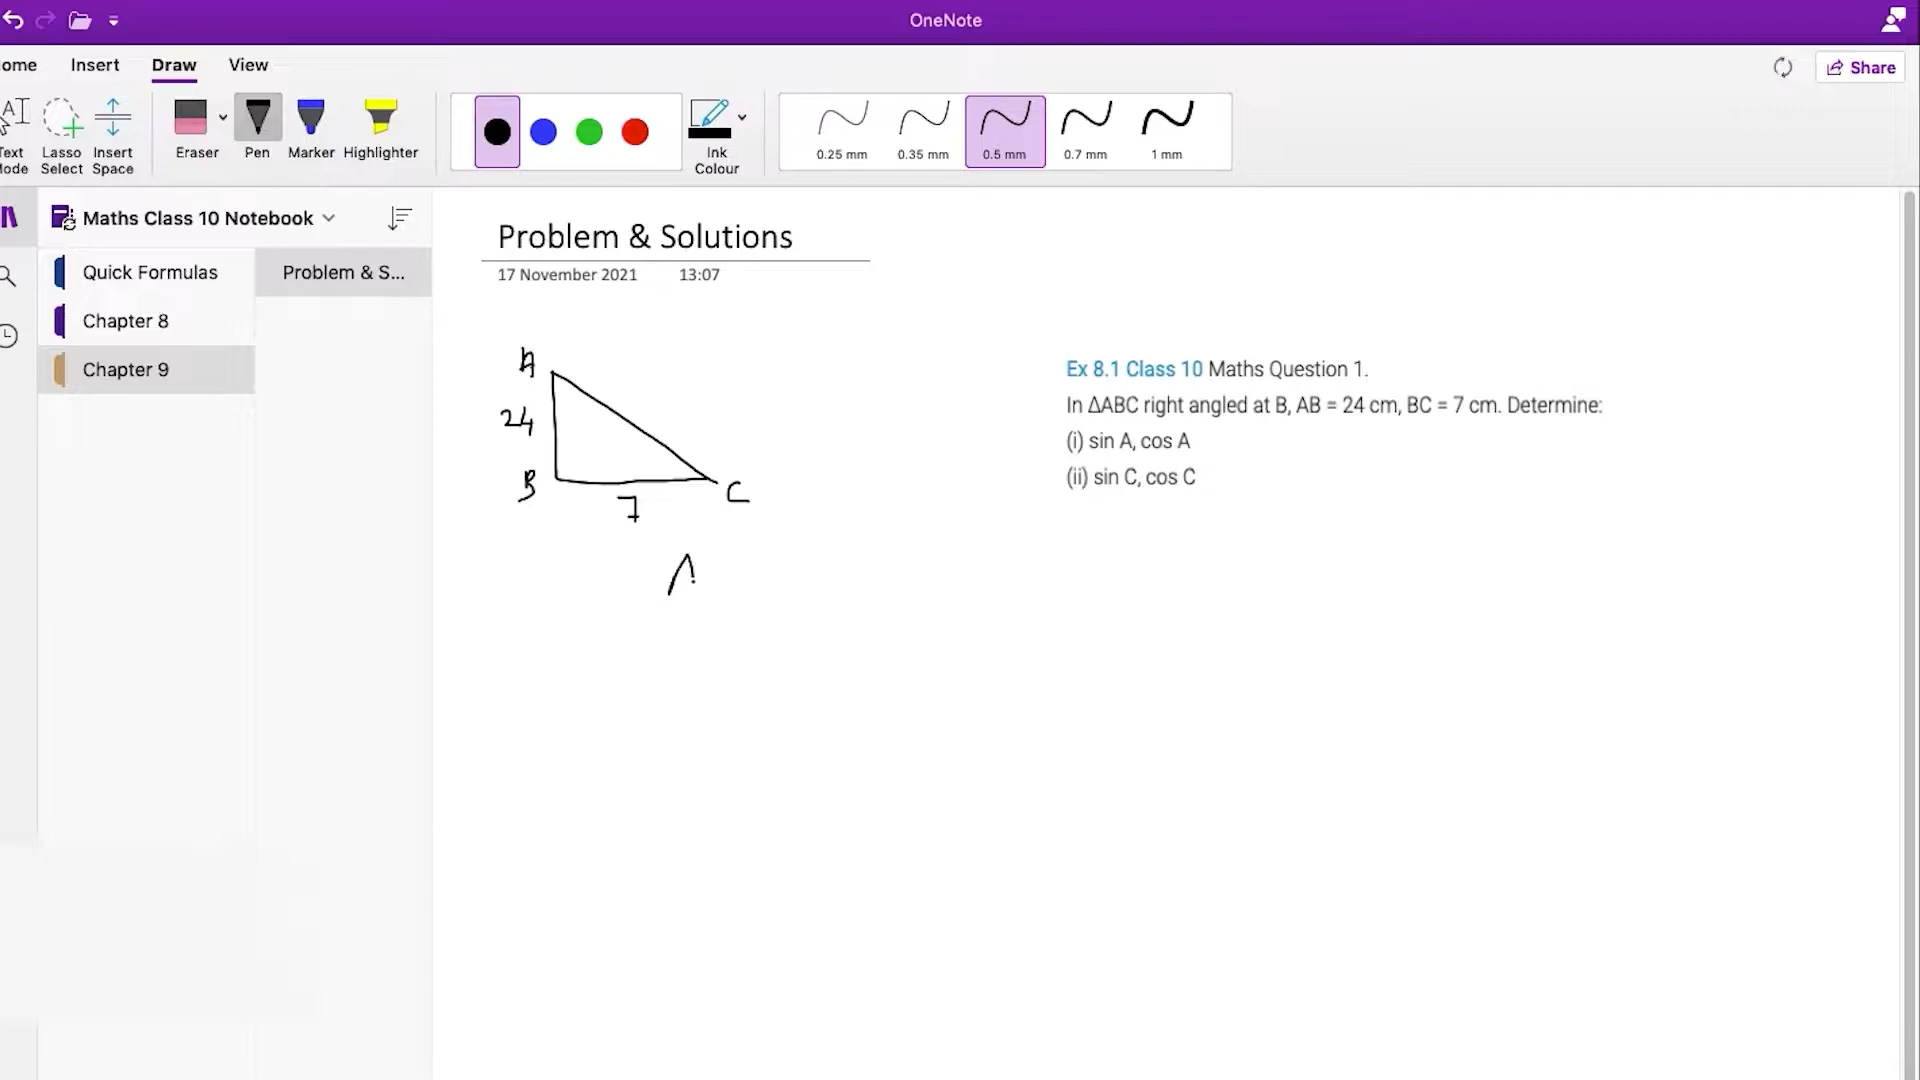 OneNote
ome Insert Draw View
Share
Text Mode
Lasso Select
Insert Space
Eraser
Pen
Marker
Highlighter
Ink Colour
0.25 mm
0.35 mm
0.5 mm
0.7 mm
1 mm
Maths Class 10 Notebook
Quick Formulas
Chapter 8
Chapter 9
Problem & S...
Problem & Solutions
17 November 2021 13:07
A
24
B
7
C
Ex 8.1 Class 10 Maths Question 1.
In ΔABC right angled at B, AB = 24 cm, BC = 7 cm. Determine:
(i) sin A, cos A
(ii) sin C, cos C